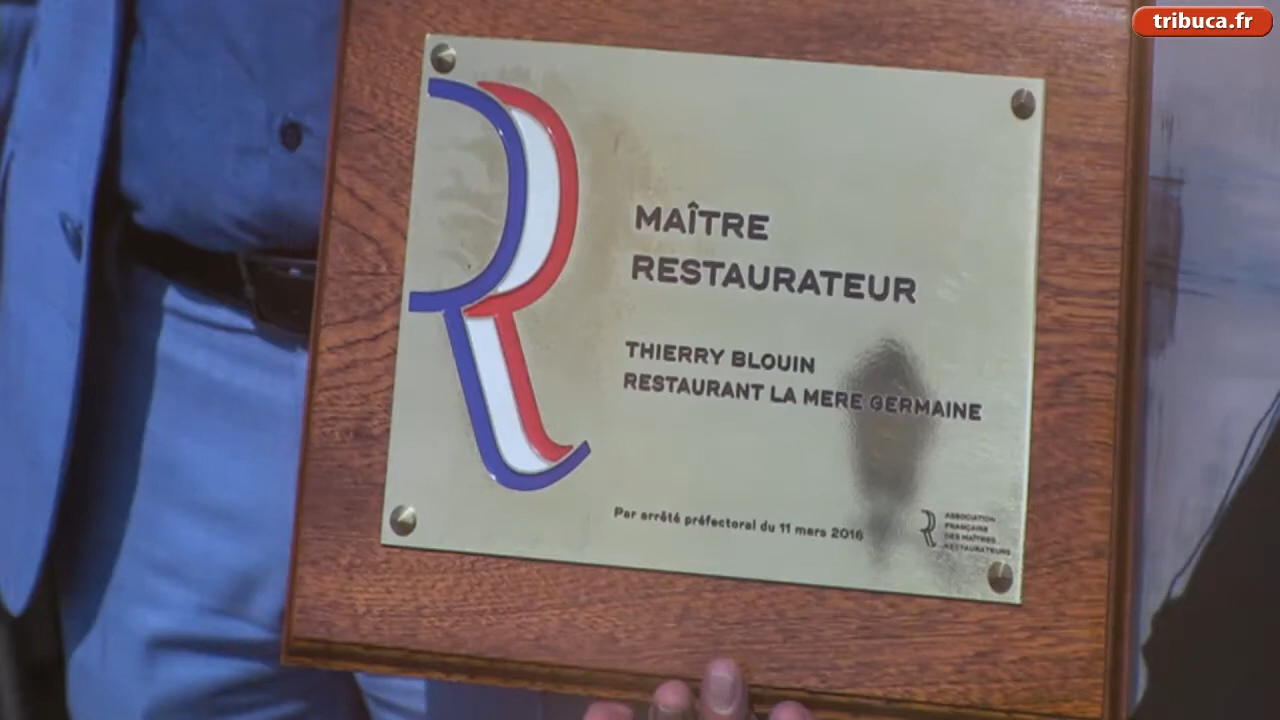 tribuca.fr
MAÎTRE
RESTAURATEUR
THIERRY BLOUIN
RESTAURANT LA MERE GERMAINE
Par arrêté préfectoral du 11 mars 2016
ASSOCIATION
FRANÇAISE
DES MAÎTRES
RESTAURATEURS